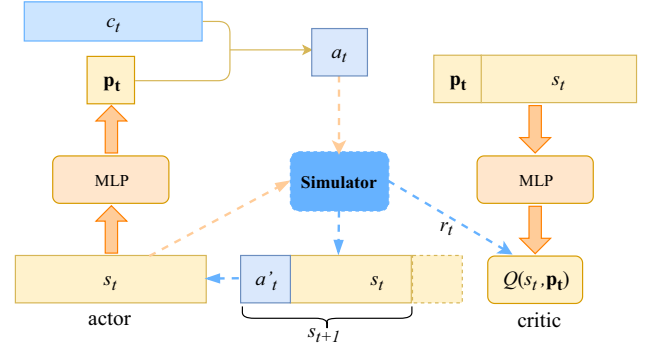 c_t
p_t
a_t
p_t s_t
MLP
Simulator
MLP
r_t
s_t
a'_t s_t
Q(s_t, p_t)
actor
s_{t+1}
critic